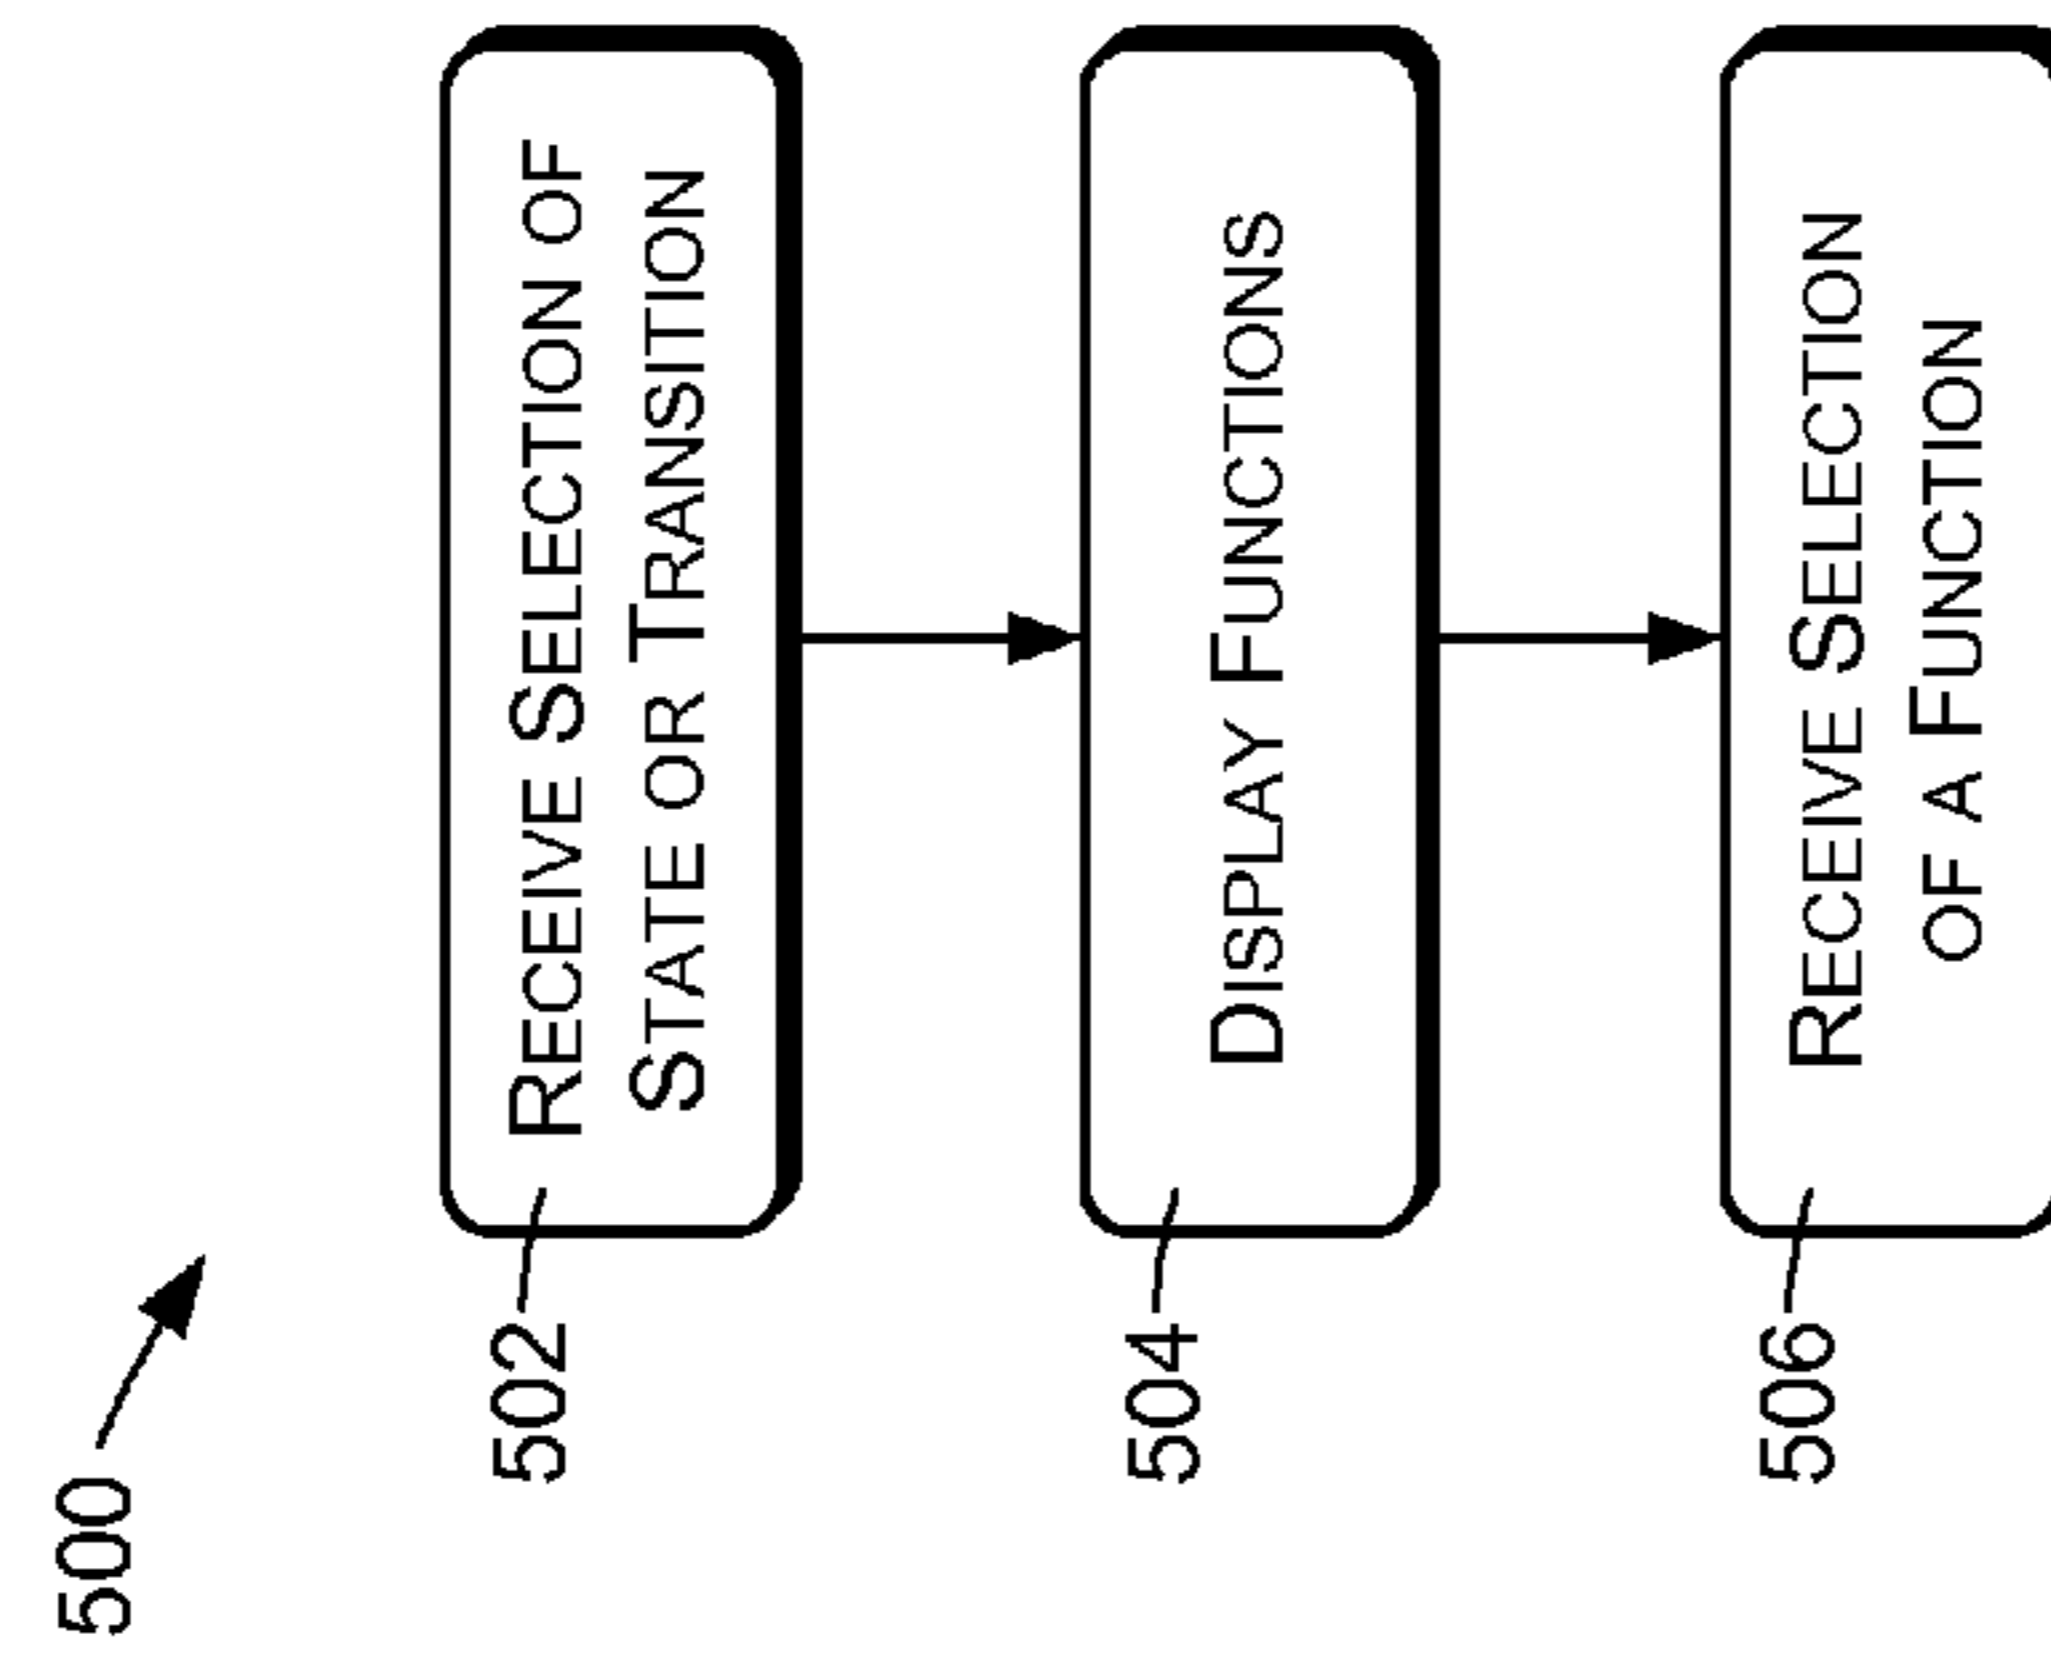 500
502
RECEIVE SELECTION OF
STATE OR TRANSITION
504
DISPLAY FUNCTIONS
506
RECEIVE SELECTION
OF A FUNCTION